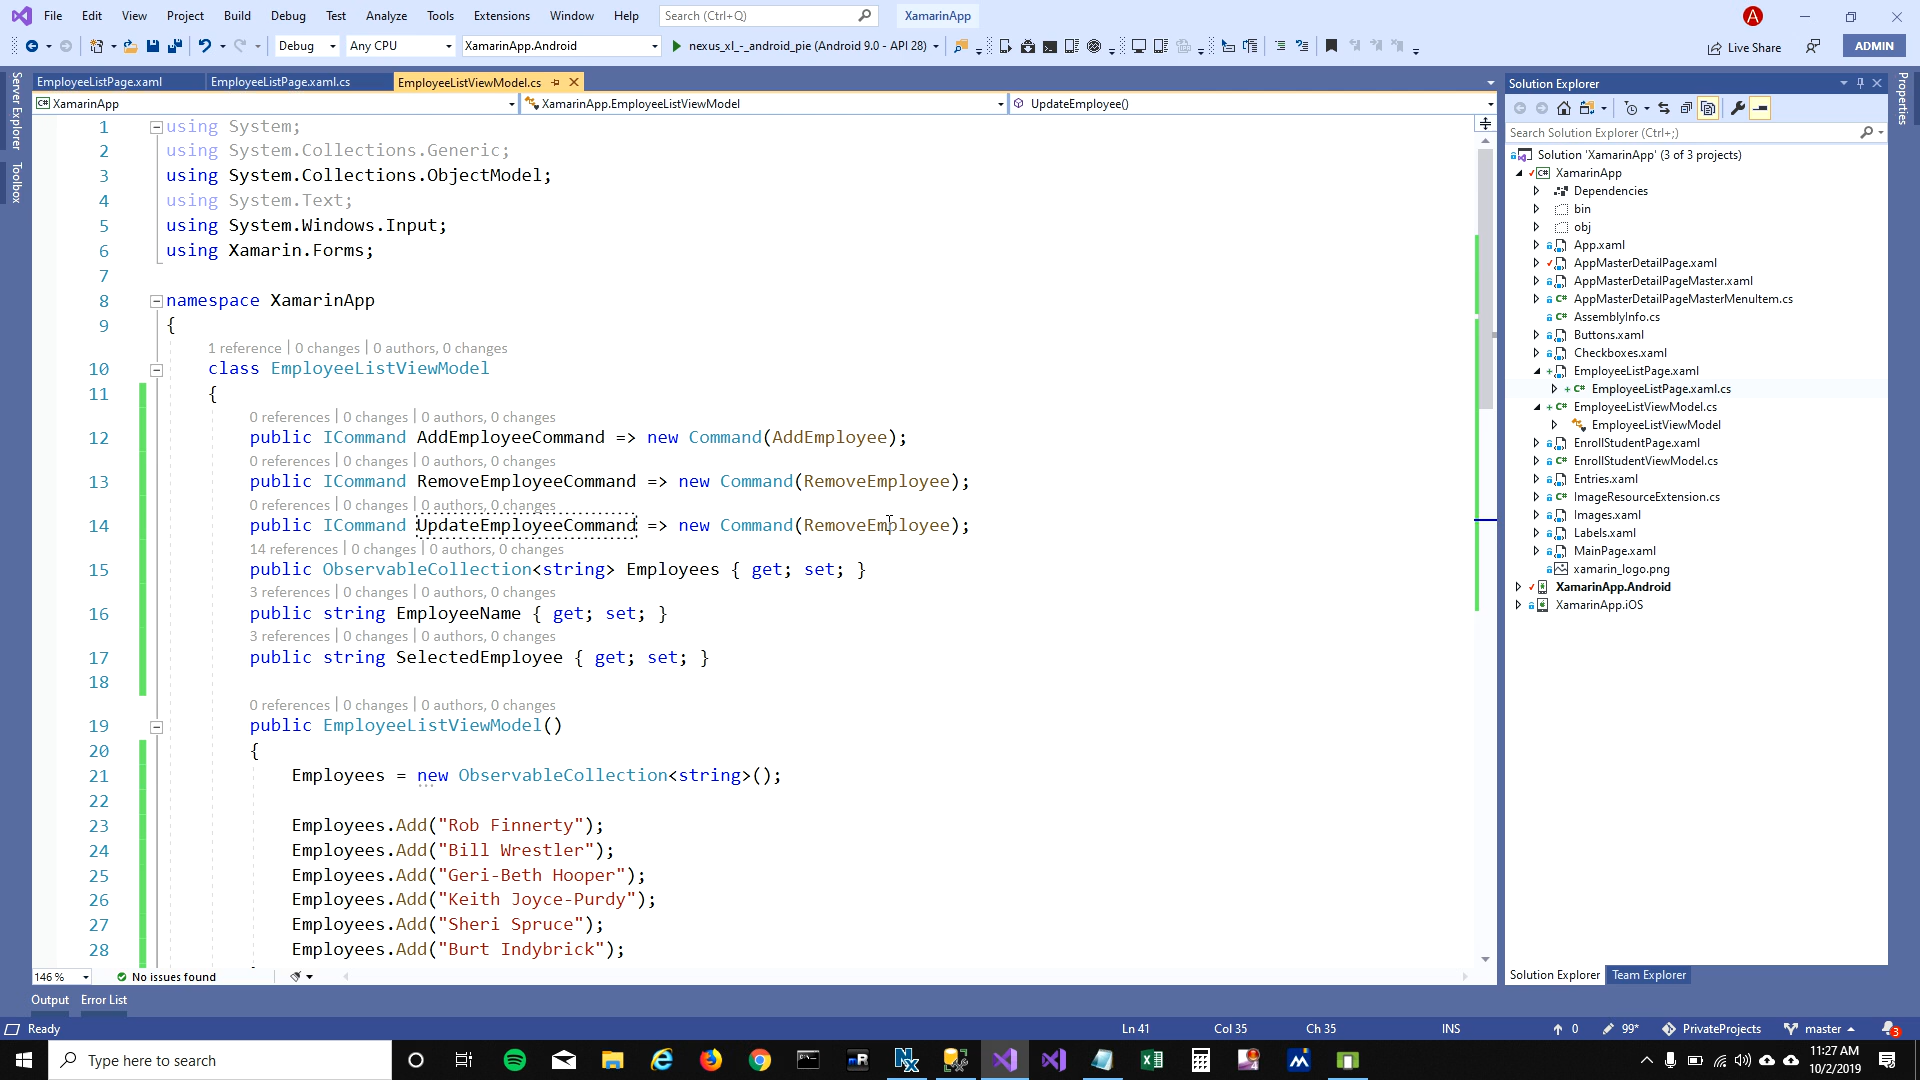 File Edit View Project Build Debug Test Analyze Tools Extensions Window Help Search (Ctrl+Q) XamarinApp
Debug Any CPU XamarinApp.Android nexus_xl_-_android_pie (Android 9.0 - API 28) Live Share ADMIN
EmployeeListPage.xaml EmployeeListPage.xaml.cs EmployeeListViewModel.cs
XamarinApp XamarinApp.EmployeeListViewModel UpdateEmployee()
Server Explorer
Toolbox
1 using System;
2 using System.Collections.Generic;
3 using System.Collections.ObjectModel;
4 using System.Text;
5 using System.Windows.Input;
6 using Xamarin.Forms;
7
8 namespace XamarinApp
9 {
1 reference | 0 changes | 0 authors, 0 changes
10 class EmployeeListViewModel
11 {
0 references | 0 changes | 0 authors, 0 changes
12 public ICommand AddEmployeeCommand => new Command(AddEmployee);
0 references | 0 changes | 0 authors, 0 changes
13 public ICommand RemoveEmployeeCommand => new Command(RemoveEmployee);
0 references | 0 changes | 0 authors, 0 changes
14 public ICommand UpdateEmployeeCommand => new Command(RemoveEmployee);
14 references | 0 changes | 0 authors, 0 changes
15 public ObservableCollection<string> Employees { get; set; }
3 references | 0 changes | 0 authors, 0 changes
16 public string EmployeeName { get; set; }
3 references | 0 changes | 0 authors, 0 changes
17 public string SelectedEmployee { get; set; }
18
0 references | 0 changes | 0 authors, 0 changes
19 public EmployeeListViewModel()
20 {
21 Employees = new ObservableCollection<string>();
22
23 Employees.Add("Rob Finnerty");
24 Employees.Add("Bill Wrestler");
25 Employees.Add("Geri-Beth Hooper");
26 Employees.Add("Keith Joyce-Purdy");
27 Employees.Add("Sheri Spruce");
28 Employees.Add("Burt Indybrick");
146 % No issues found
Solution Explorer
Search Solution Explorer (Ctrl+;)
Solution 'XamarinApp' (3 of 3 projects)
C# XamarinApp
Dependencies
bin
obj
App.xaml
AppMasterDetailPage.xaml
AppMasterDetailPageMaster.xaml
C# AppMasterDetailPageMasterMenuItem.cs
C# AssemblyInfo.cs
Buttons.xaml
Checkboxes.xaml
EmployeeListPage.xaml
C# EmployeeListPage.xaml.cs
C# EmployeeListViewModel.cs
EmployeeListViewModel
EnrollStudentPage.xaml
C# EnrollStudentViewModel.cs
Entries.xaml
C# ImageResourceExtension.cs
Images.xaml
Labels.xaml
MainPage.xaml
xamarin_logo.png
XamarinApp.Android
XamarinApp.iOS
Solution Explorer Team Explorer
Properties
Output Error List
Ready Ln 41 Col 35 Ch 35 INS 0 99* PrivateProjects master 3
Type here to search
11:27 AM
10/2/2019
3